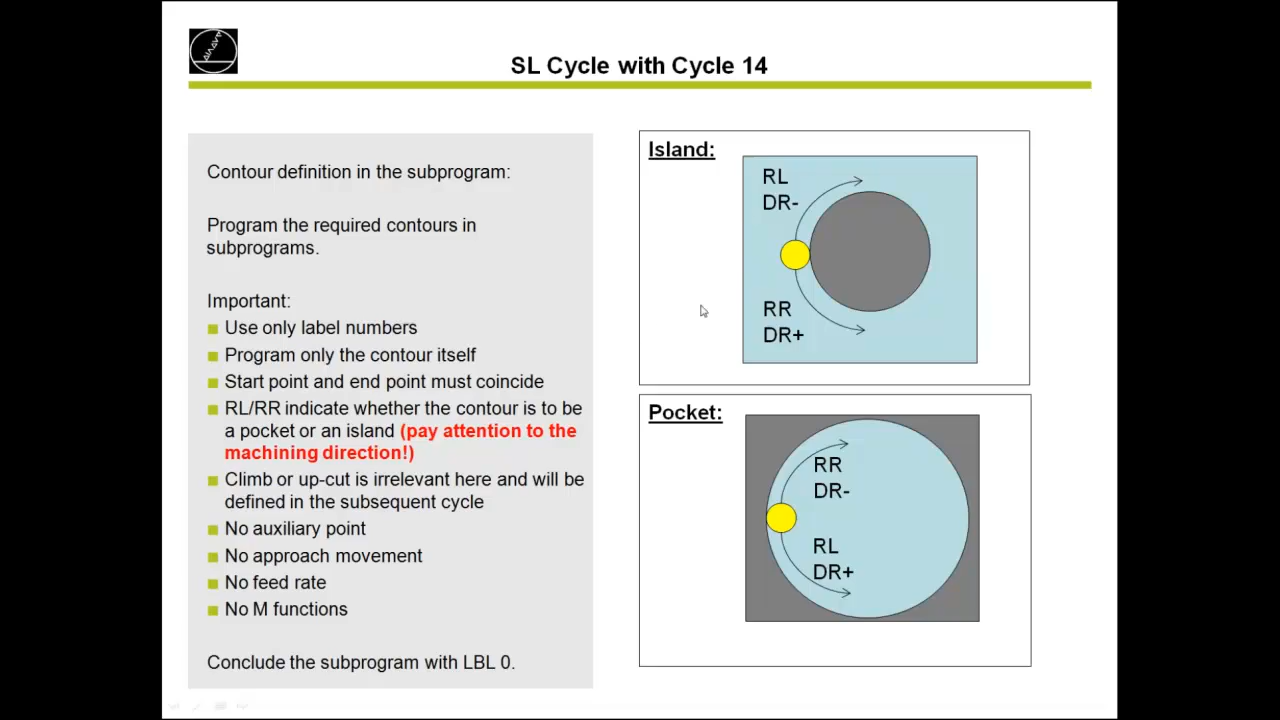 SL Cycle with Cycle 14
Contour definition in the subprogram:
Program the required contours in
subprograms.
Important:
Use only label numbers
Program only the contour itself
Start point and end point must coincide
RL/RR indicate whether the contour is to be
a pocket or an island (pay attention to the
machining direction!)
Climb or up-cut is irrelevant here and will be
defined in the subsequent cycle
No auxiliary point
No approach movement
No feed rate
No M functions
Conclude the subprogram with LBL 0.
Island:
RL
DR-
RR
DR+
Pocket:
RR
DR-
RL
DR+